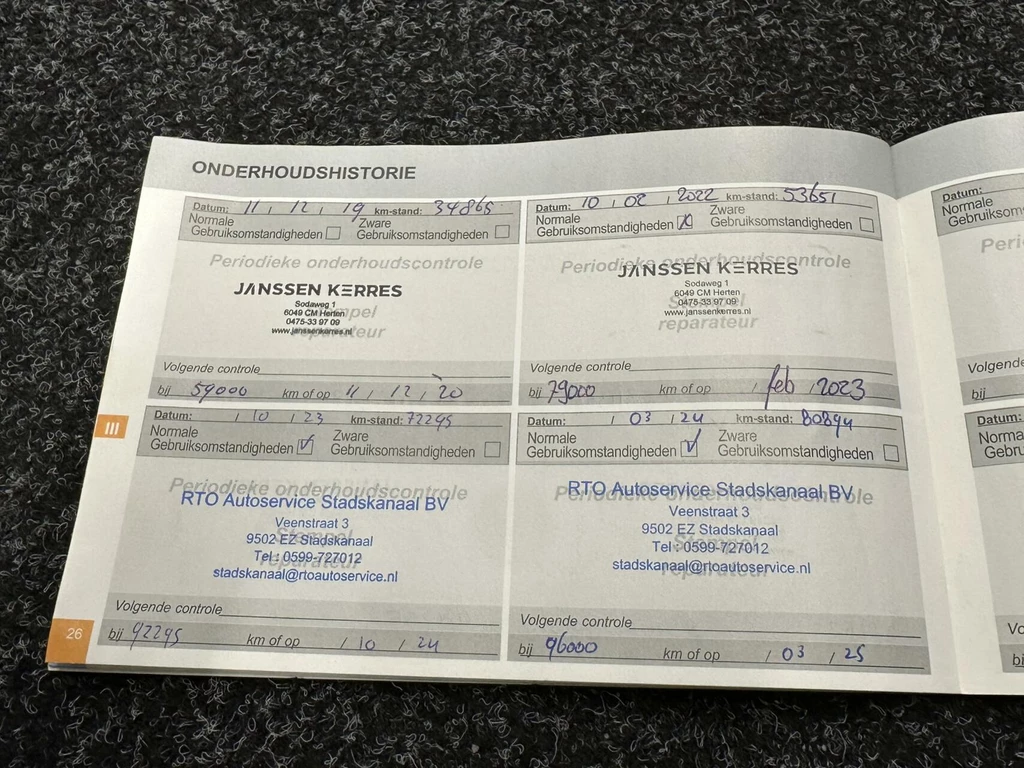 ONDERHOUDSHISTORIE
Datum: 11 / 12 / 19 km-stand: 34865
Normale Gebruiksomstandigheden
Zware Gebruiksomstandigheden
Periodieke onderhoudscontrole
JANSSEN KERRES
Sodaweg 1
6049 CM Herten
0475-33 97 09
www.janssenkerres.nl
Volgende controle
bij 59000 km of op 11 / 12 / 20
Datum: 10 / 02 / 2022 km-stand: 53651
Normale Gebruiksomstandigheden
Zware Gebruiksomstandigheden
Periodieke onderhoudscontrole
JANSSEN KERRES
Sodaweg 1
6049 CM Herten
0475-33 97 09
www.janssenkerres.nl
Stempel
reparateur
Volgende controle
bij 79000 km of op / feb / 2023
III
Datum: / 10 / 23 km-stand: 72295
Normale Gebruiksomstandigheden
Zware Gebruiksomstandigheden
Periodieke onderhoudscontrole
RTO Autoservice Stadskanaal BV
Veenstraat 3
9502 EZ Stadskanaal
Stempel
Tel : 0599-727012
reparateur
stadskanaal@rtoautoservice.nl
Volgende controle
bij 92295 km of op / 10 / 24
Datum: / 03 / 24 km-stand: 80894
Normale Gebruiksomstandigheden
Zware Gebruiksomstandigheden
Periodieke onderhoudscontrole
RTO Autoservice Stadskanaal BV
Veenstraat 3
9502 EZ Stadskanaal
Stempel
Tel : 0599-727012
reparateur
stadskanaal@rtoautoservice.nl
Volgende controle
bij 96000 km of op / 03 / 25
26
Datum:
Normale
bij
Datum: